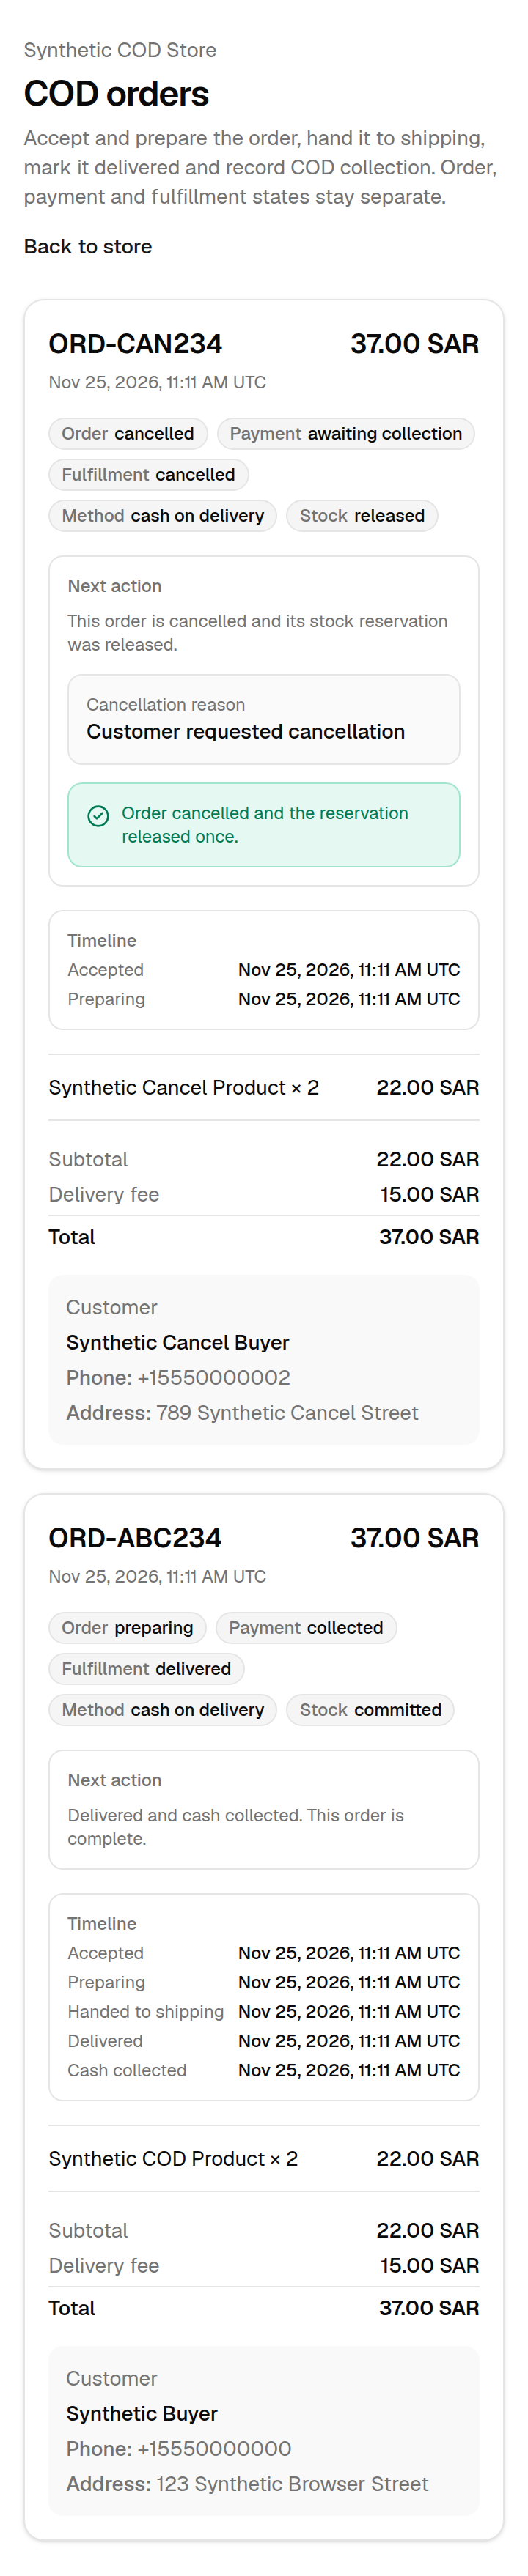 Synthetic COD Store
COD orders
Accept and prepare the order, hand it to shipping,
mark it delivered and record COD collection. Order,
payment and fulfillment states stay separate.
Back to store
ORD-CAN234 37.00 SAR
Nov 25, 2026, 11:11 AM UTC
Order cancelled Payment awaiting collection
Fulfillment cancelled
Method cash on delivery Stock released
Next action
This order is cancelled and its stock reservation
was released.
Cancellation reason
Customer requested cancellation
Order cancelled and the reservation
released once.
Timeline
Accepted Nov 25, 2026, 11:11 AM UTC
Preparing Nov 25, 2026, 11:11 AM UTC
Synthetic Cancel Product × 2 22.00 SAR
Subtotal 22.00 SAR
Delivery fee 15.00 SAR
Total 37.00 SAR
Customer
Synthetic Cancel Buyer
Phone: +15550000002
Address: 789 Synthetic Cancel Street
ORD-ABC234 37.00 SAR
Nov 25, 2026, 11:11 AM UTC
Order preparing Payment collected
Fulfillment delivered
Method cash on delivery Stock committed
Next action
Delivered and cash collected. This order is
complete.
Timeline
Accepted Nov 25, 2026, 11:11 AM UTC
Preparing Nov 25, 2026, 11:11 AM UTC
Handed to shipping Nov 25, 2026, 11:11 AM UTC
Delivered Nov 25, 2026, 11:11 AM UTC
Cash collected Nov 25, 2026, 11:11 AM UTC
Synthetic COD Product × 2 22.00 SAR
Subtotal 22.00 SAR
Delivery fee 15.00 SAR
Total 37.00 SAR
Customer
Synthetic Buyer
Phone: +15550000000
Address: 123 Synthetic Browser Street